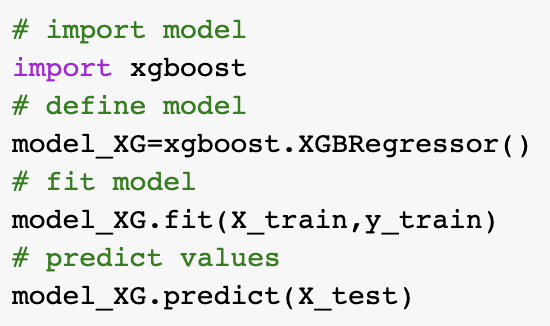 # import model
import xgboost
# define model
model_XG=xgboost.XGBRegressor()
# fit model
model_XG.fit(X_train,y_train)
# predict values
model_XG.predict(X_test)